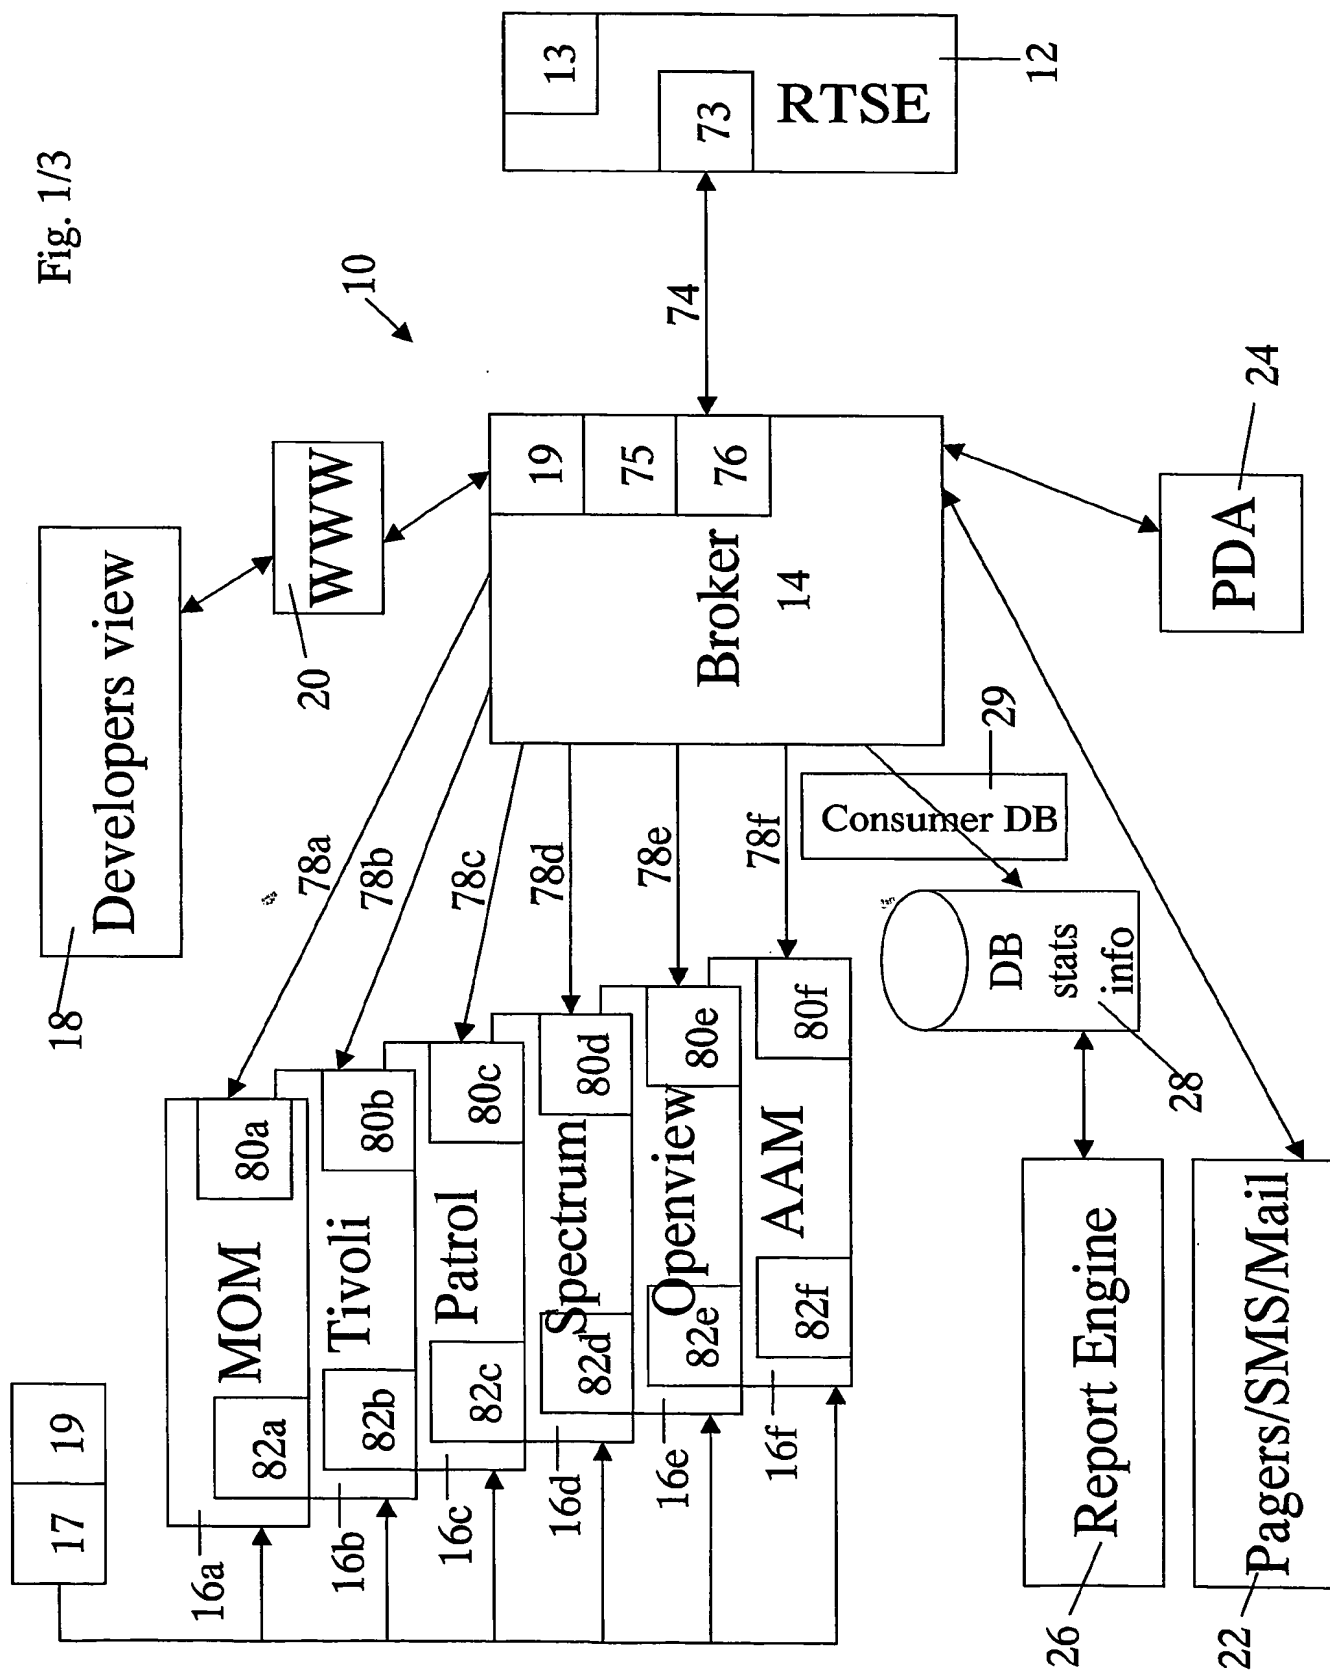 Fig. 1/3
18
Developers view
20
WWW
10
17
19
16a
82a
MOM
80a
78a
16b
82b
Tivoli
80b
78b
16c
82c
Patrol
80c
78c
16d
82d
Spectrum
80d
78d
16e
82e
Openview
80e
78e
16f
82f
AAM
80f
78f
Broker
14
19
75
76
74
13
73
RTSE
12
Consumer DB
29
DB
stats
info
28
26
Report Engine
22
Pagers/SMS/Mail
PDA
24